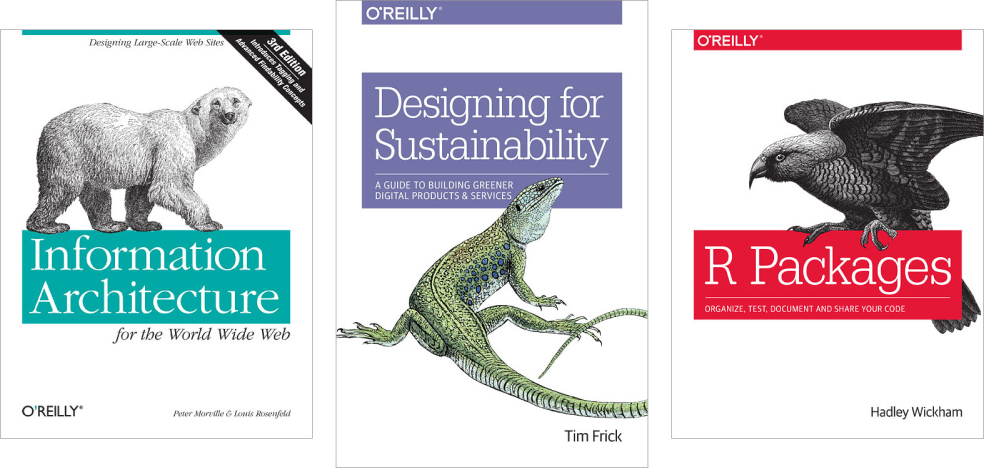 Designing Large-Scale Web Sites
3rd Edition
Introduces Tagging and
Advanced Findability Concepts
Information
Architecture
for the World Wide Web
O'REILLY®
Peter Morville & Louis Rosenfeld
O'REILLY®
Designing for
Sustainability
A GUIDE TO BUILDING GREENER
DIGITAL PRODUCTS & SERVICES
Tim Frick
O'REILLY®
R Packages
ORGANIZE, TEST, DOCUMENT AND SHARE YOUR CODE
Hadley Wickham